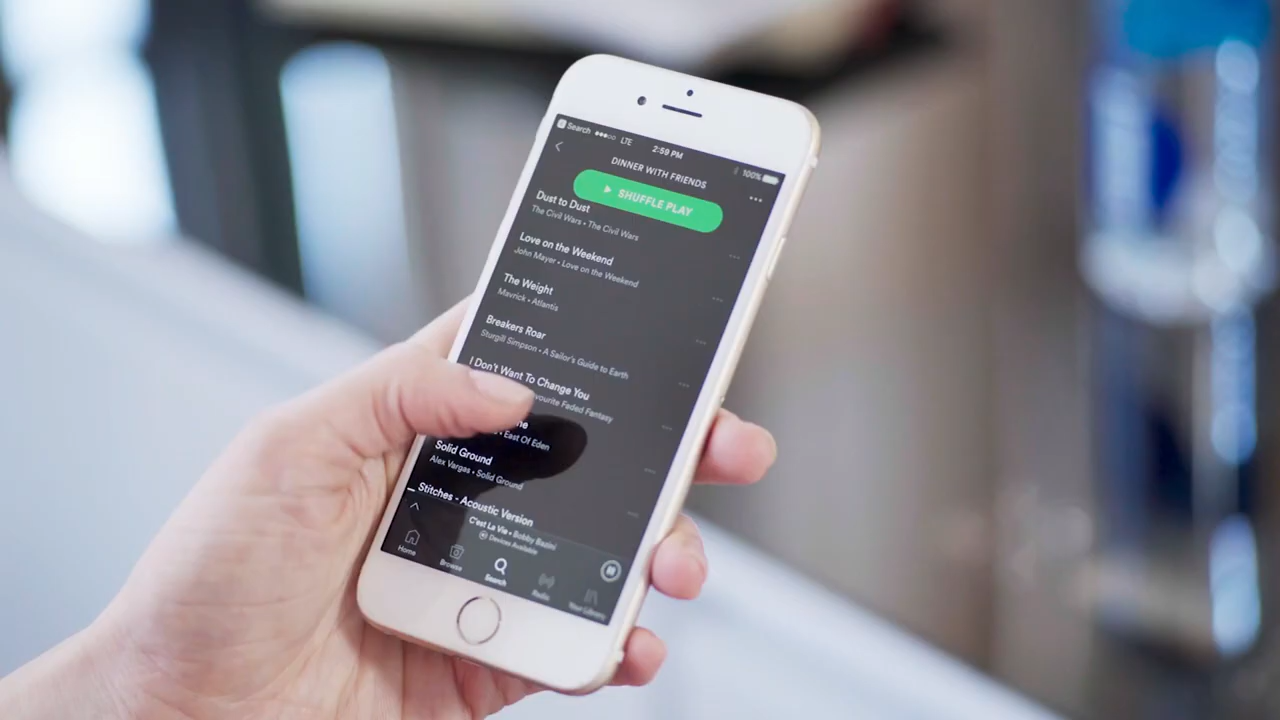 Search LTE 2:59 PM 100%
DINNER WITH FRIENDS
SHUFFLE PLAY
Dust to Dust
The Civil Wars • The Civil Wars
Love on the Weekend
John Mayer • Love on the Weekend
The Weight
Mavrick • Atlantis
Breakers Roar
Sturgill Simpson • A Sailor's Guide to Earth
I Don't Want To Change You
Faded Fantasy
• East Of Eden
Solid Ground
Alex Vargas • Solid Ground
Stitches - Acoustic Version
C'est La Vie • Bobby Bazini
Devices Available
Home Browse Search Radio Your Library